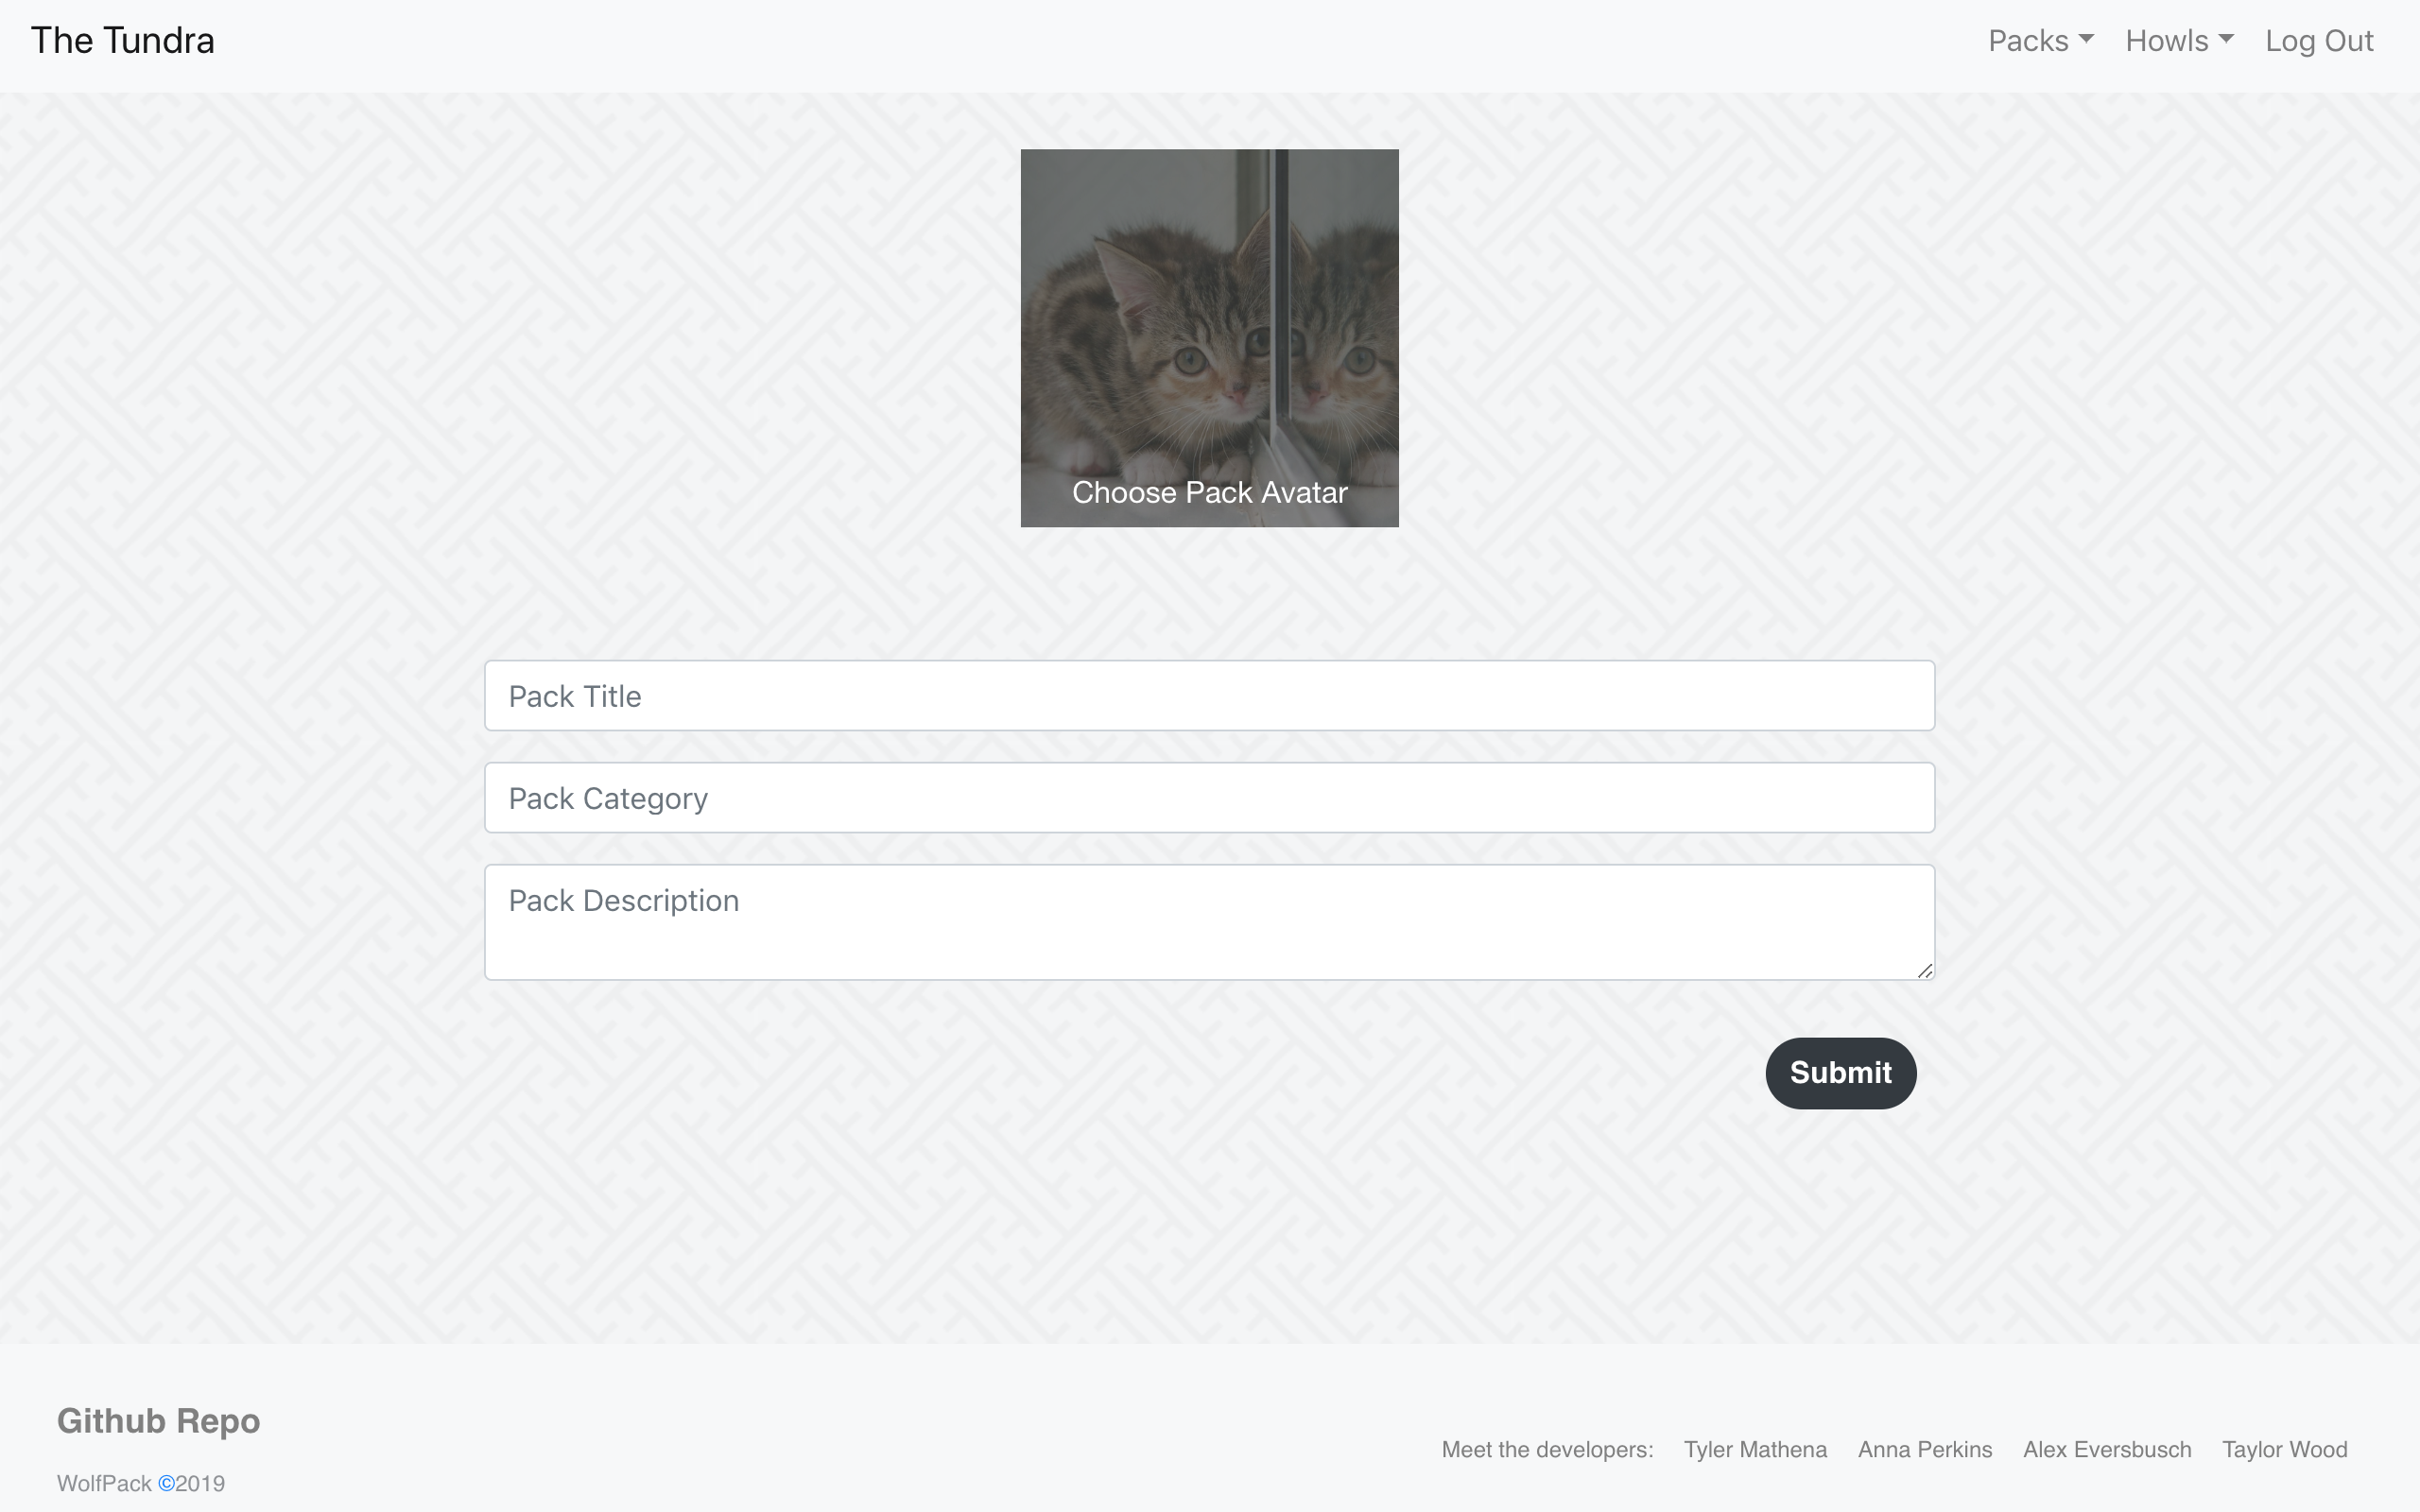 The Tundra
Packs Howls Log Out
Choose Pack Avatar
Pack Title
Pack Category
Pack Description
Submit
Github Repo
Meet the developers: Tyler Mathena Anna Perkins Alex Eversbusch Taylor Wood
WolfPack ©2019